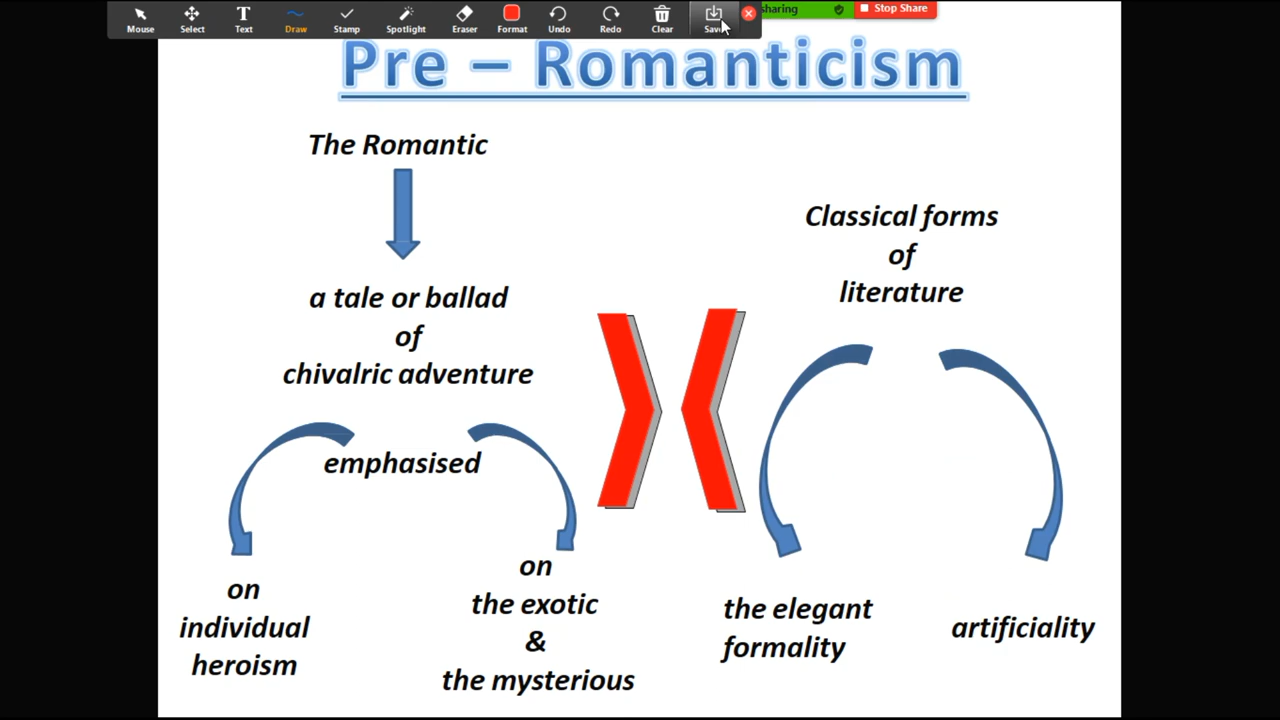 Mouse
Select
Text
Draw
Stamp
Spotlight
Eraser
Format
Undo
Redo
Clear
Save
sharing
Stop Share
Pre – Romanticism
The Romantic
a tale or ballad
of
chivalric adventure
emphasised
on
individual
heroism
on
the exotic
&
the mysterious
Classical forms
of
literature
the elegant
formality
artificiality